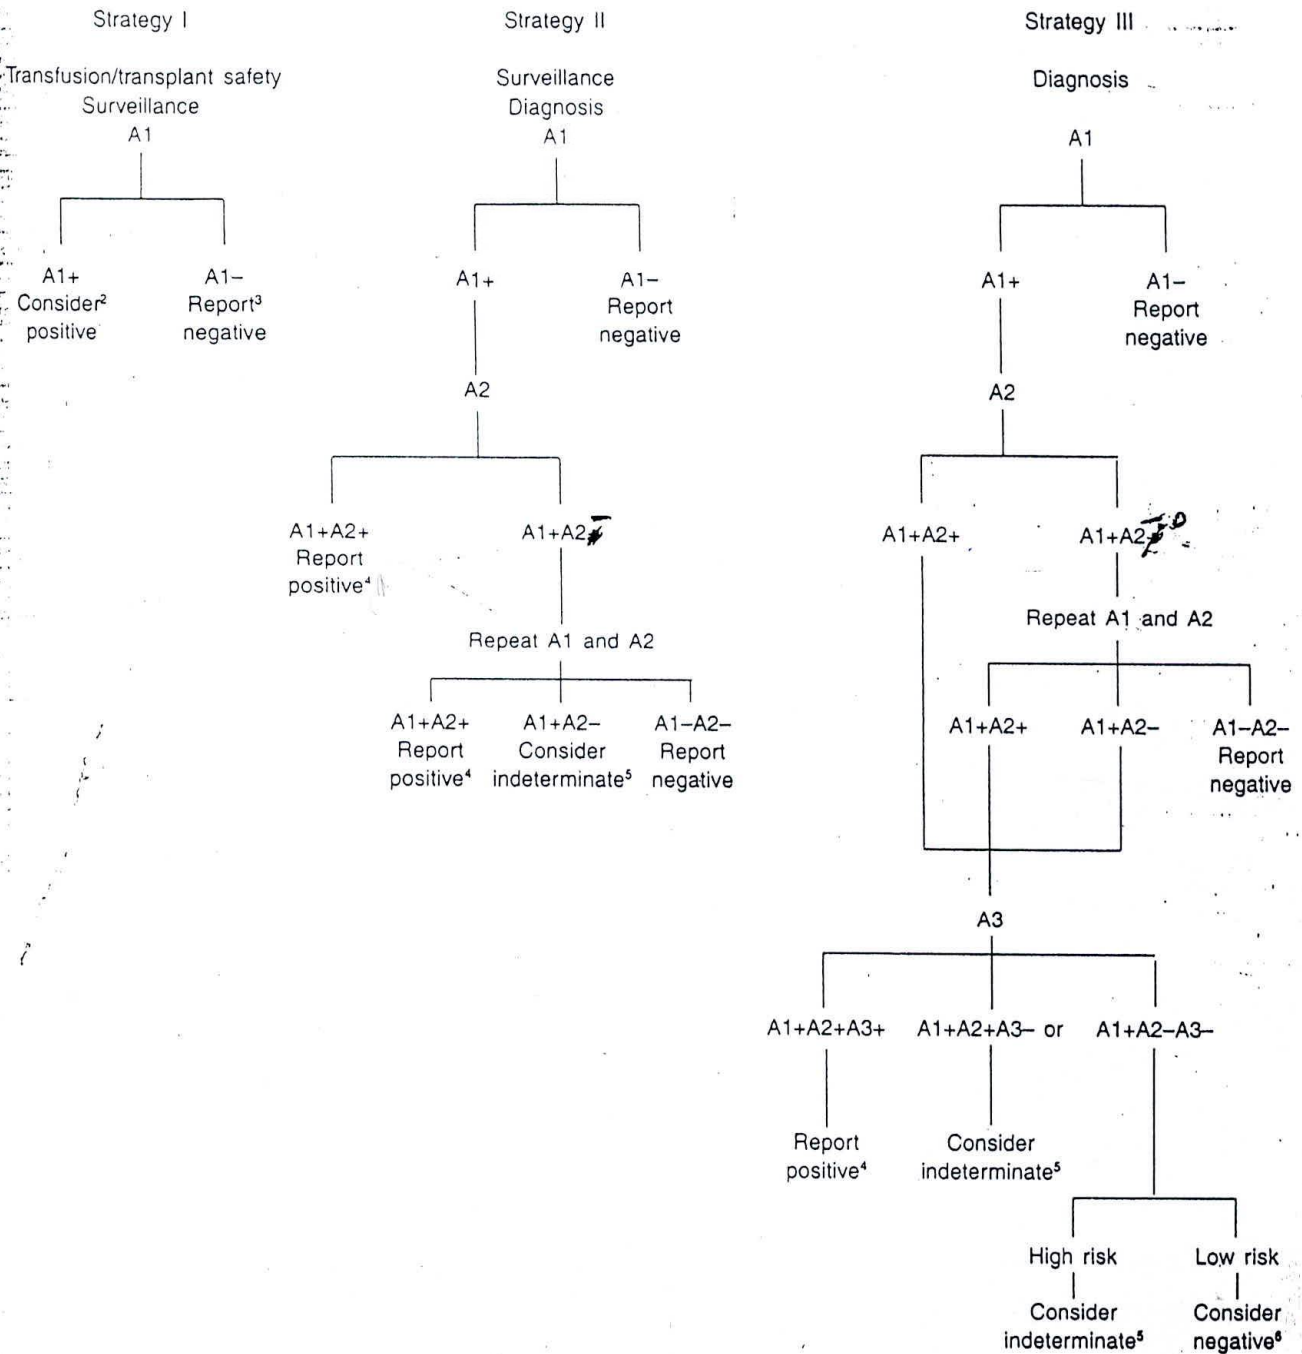 Strategy I
Transfusion/transplant safety
Surveillance
A1
A1+
Consider²
positive
A1–
Report³
negative
Strategy II
Surveillance
Diagnosis
A1
A1+
A1–
Report
negative
A2
A1+A2+
Report
positive⁴
A1+A2–
Repeat A1 and A2
A1+A2+
Report
positive⁴
A1+A2–
Consider
indeterminate⁵
A1–A2–
Report
negative
Strategy III
Diagnosis
A1
A1+
A1–
Report
negative
A2
A1+A2+
A1+A2–
Repeat A1 and A2
A1+A2+
A1+A2–
A1–A2–
Report
negative
A3
A1+A2+A3+
A1+A2+A3– or
A1+A2–A3–
Report
positive⁴
Consider
indeterminate⁵
High risk
Consider
indeterminate⁵
Low risk
Consider
negative⁶